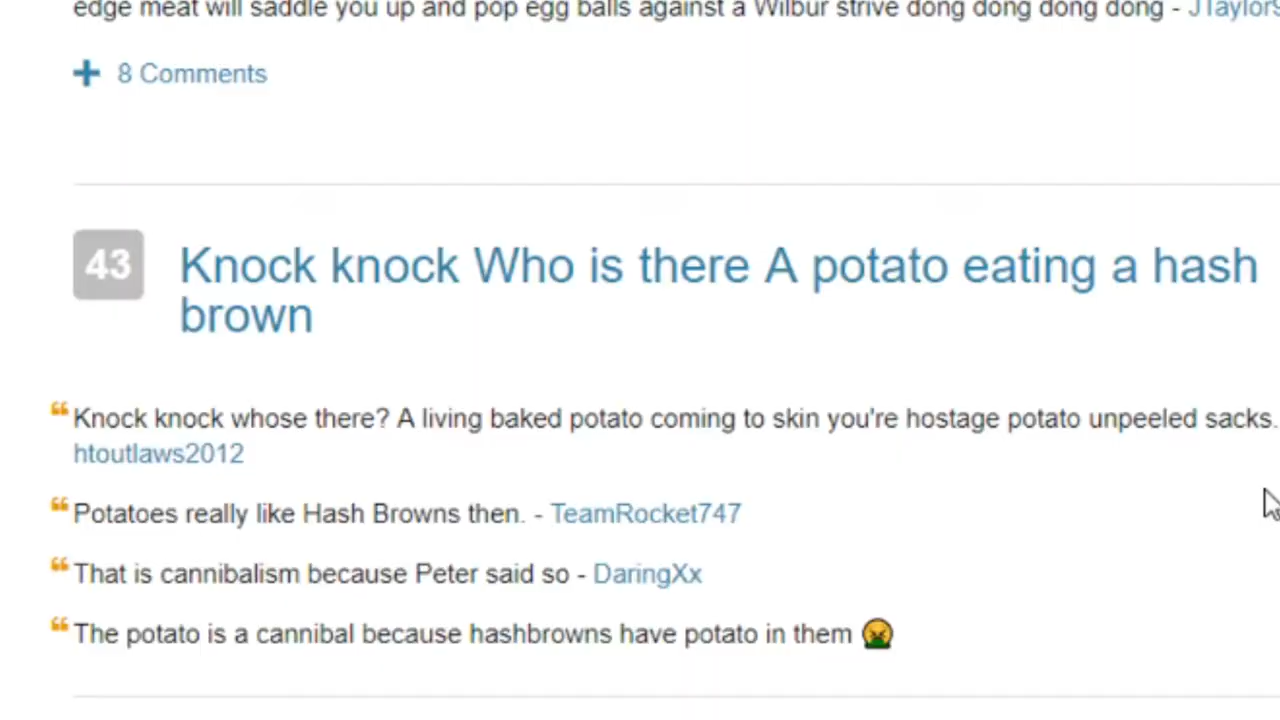 edge meat will saddle you up and pop egg balls against a Wilbur strive dong dong dong dong -
8 Comments
43
Knock knock Who is there A potato eating a hash
brown
Knock knock whose there? A living baked potato coming to skin you're hostage potato unpeeled sacks.
htoutlaws2012
Potatoes really like Hash Browns then. - TeamRocket747
That is cannibalism because Peter said so - DaringXx
The potato is a cannibal because hashbrowns have potato in them 🤮